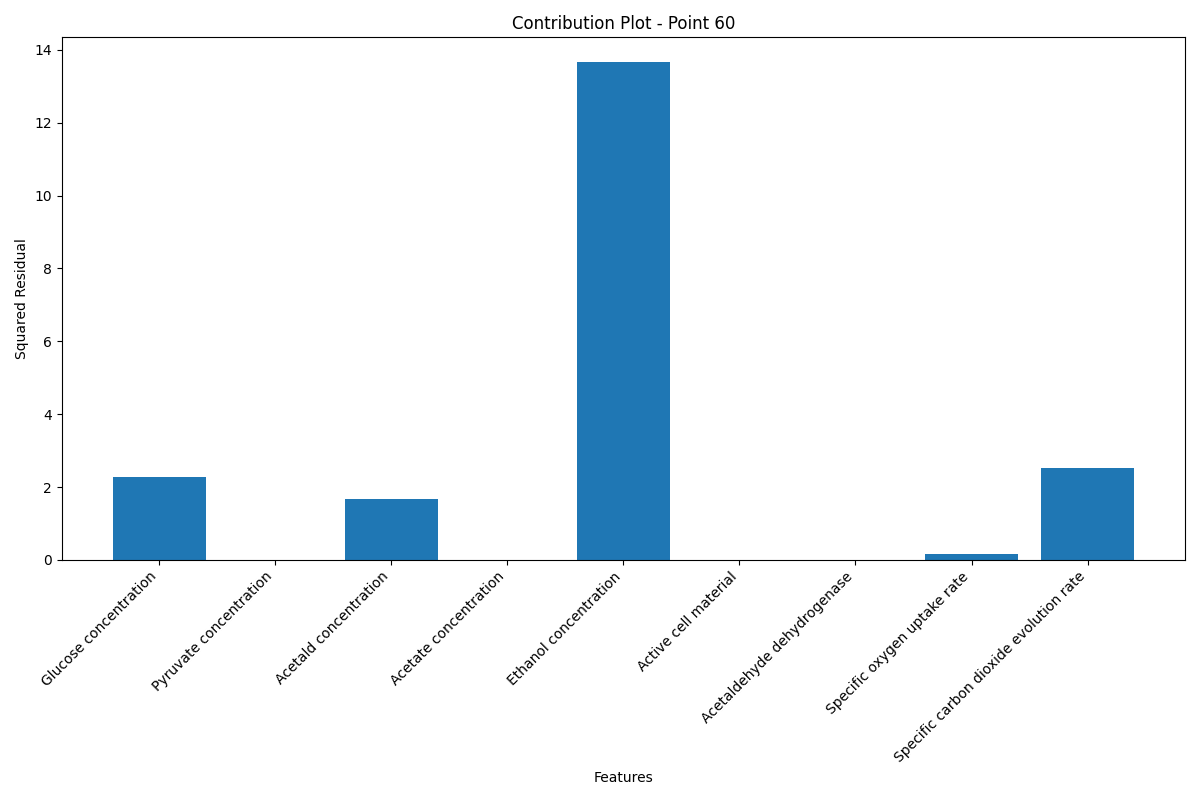 Contribution Plot - Point 60
14
12
10
8
6
4
2
0
Squared Residual
Glucose concentration
Pyruvate concentration
Acetald concentration
Acetate concentration
Ethanol concentration
Active cell material
Acetaldehyde dehydrogenase
Specific oxygen uptake rate
Specific carbon dioxide evolution rate
Features